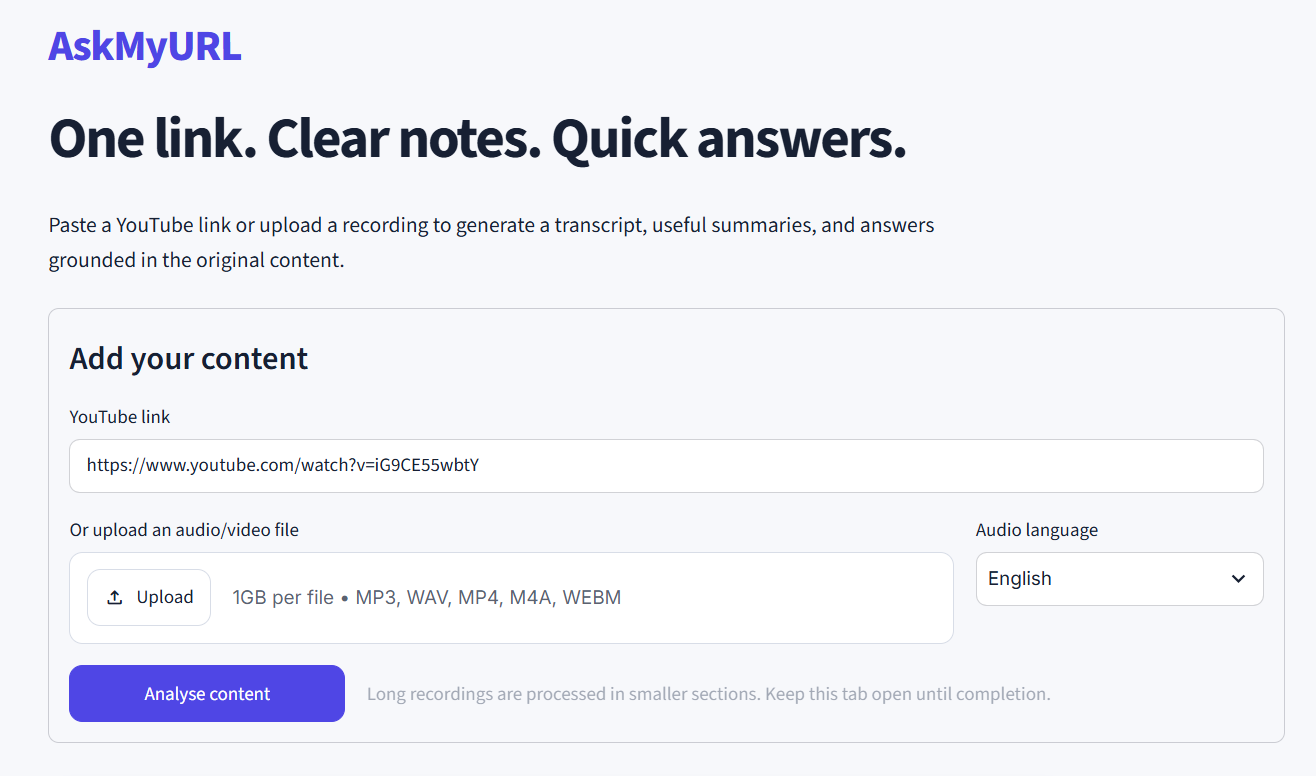 AskMyURL
One link. Clear notes. Quick answers.
Paste a YouTube link or upload a recording to generate a transcript, useful summaries, and answers
grounded in the original content.
Add your content
YouTube link
https://www.youtube.com/watch?v=iG9CE55wbtY
Or upload an audio/video file
Audio language
Upload
1GB per file • MP3, WAV, MP4, M4A, WEBM
English
Analyse content
Long recordings are processed in smaller sections. Keep this tab open until completion.